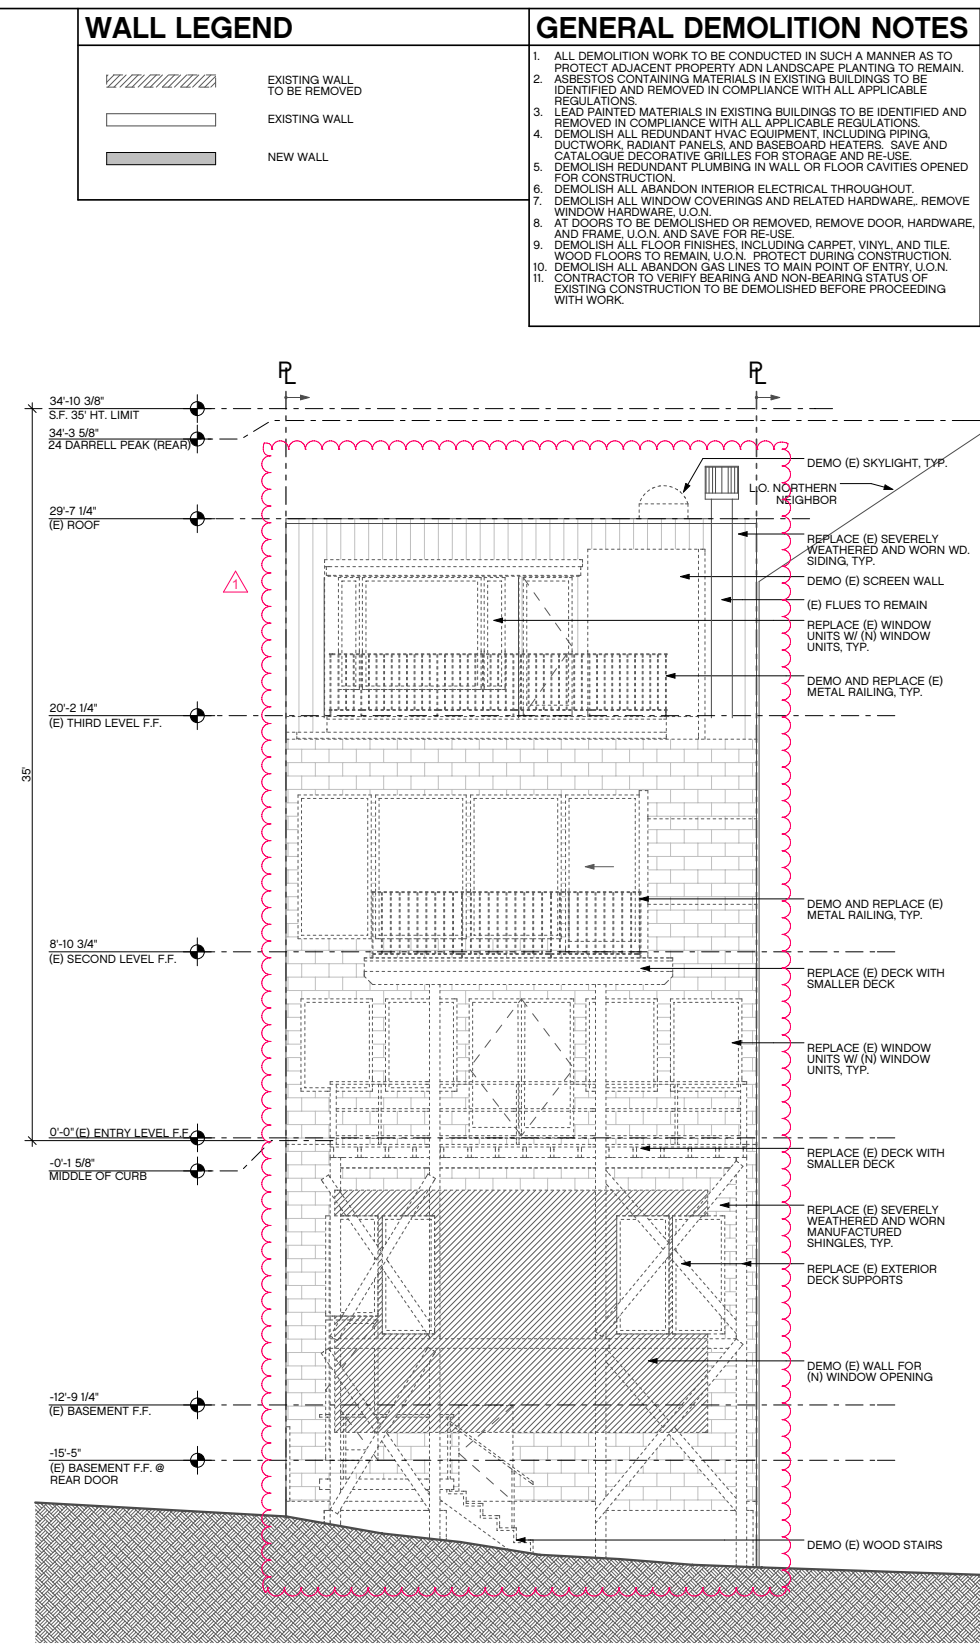 WALL LEGEND
EXISTING WALL
TO BE REMOVED
EXISTING WALL
NEW WALL
GENERAL DEMOLITION NOTES
1. ALL DEMOLITION WORK TO BE CONDUCTED IN SUCH A MANNER AS TO
PROTECT ADJACENT PROPERTY ADN LANDSCAPE PLANTING TO REMAIN.
2. ASBESTOS CONTAINING MATERIALS IN EXISTING BUILDINGS TO BE
IDENTIFIED AND REMOVED IN COMPLIANCE WITH ALL APPLICABLE
REGULATIONS.
3. LEAD PAINTED MATERIALS IN EXISTING BUILDINGS TO BE IDENTIFIED AND
REMOVED IN COMPLIANCE WITH ALL APPLICABLE REGULATIONS.
4. DEMOLISH ALL REDUNDANT HVAC EQUIPMENT, INCLUDING PIPING,
DUCTWORK, RADIANT PANELS, AND BASEBOARD HEATERS. SAVE AND
CATALOGUE DECORATIVE GRILLES FOR STORAGE AND RE-USE.
5. DEMOLISH REDUNDANT PLUMBING IN WALL OR FLOOR CAVITIES OPENED
FOR CONSTRUCTION.
6. DEMOLISH ALL ABANDON INTERIOR ELECTRICAL THROUGHOUT.
7. DEMOLISH ALL WINDOW COVERINGS AND RELATED HARDWARE,. REMOVE
WINDOW HARDWARE, U.O.N.
8. AT DOORS TO BE DEMOLISHED OR REMOVED, REMOVE DOOR, HARDWARE,
AND FRAME, U.O.N. AND SAVE FOR RE-USE.
9. DEMOLISH ALL FLOOR FINISHES, INCLUDING CARPET, VINYL, AND TILE.
WOOD FLOORS TO REMAIN, U.O.N. PROTECT DURING CONSTRUCTION.
10. DEMOLISH ALL ABANDON GAS LINES TO MAIN POINT OF ENTRY, U.O.N.
11. CONTRACTOR TO VERIFY BEARING AND NON-BEARING STATUS OF
EXISTING CONSTRUCTION TO BE DEMOLISHED BEFORE PROCEEDING
WITH WORK.
PL
PL
34'-10 3/8"
S.F. 35' HT. LIMIT
34'-3 5/8"
24 DARRELL PEAK (REAR)
29'-7 1/4"
(E) ROOF
1
20'-2 1/4"
(E) THIRD LEVEL F.F.
35'
8'-10 3/4"
(E) SECOND LEVEL F.F.
0'-0" (E) ENTRY LEVEL F.F.
-0'-1 5/8"
MIDDLE OF CURB
-12'-9 1/4"
(E) BASEMENT F.F.
-15'-5"
(E) BASEMENT F.F. @
REAR DOOR
DEMO (E) SKYLIGHT, TYP.
L.O. NORTHERN
NEIGHBOR
REPLACE (E) SEVERELY
WEATHERED AND WORN WD.
SIDING, TYP.
DEMO (E) SCREEN WALL
(E) FLUES TO REMAIN
REPLACE (E) WINDOW
UNITS W/ (N) WINDOW
UNITS, TYP.
DEMO AND REPLACE (E)
METAL RAILING, TYP.
DEMO AND REPLACE (E)
METAL RAILING, TYP.
REPLACE (E) DECK WITH
SMALLER DECK
REPLACE (E) WINDOW
UNITS W/ (N) WINDOW
UNITS, TYP.
REPLACE (E) DECK WITH
SMALLER DECK
REPLACE (E) SEVERELY
WEATHERED AND WORN
MANUFACTURED
SHINGLES, TYP.
REPLACE (E) EXTERIOR
DECK SUPPORTS
DEMO (E) WALL FOR
(N) WINDOW OPENING
DEMO (E) WOOD STAIRS